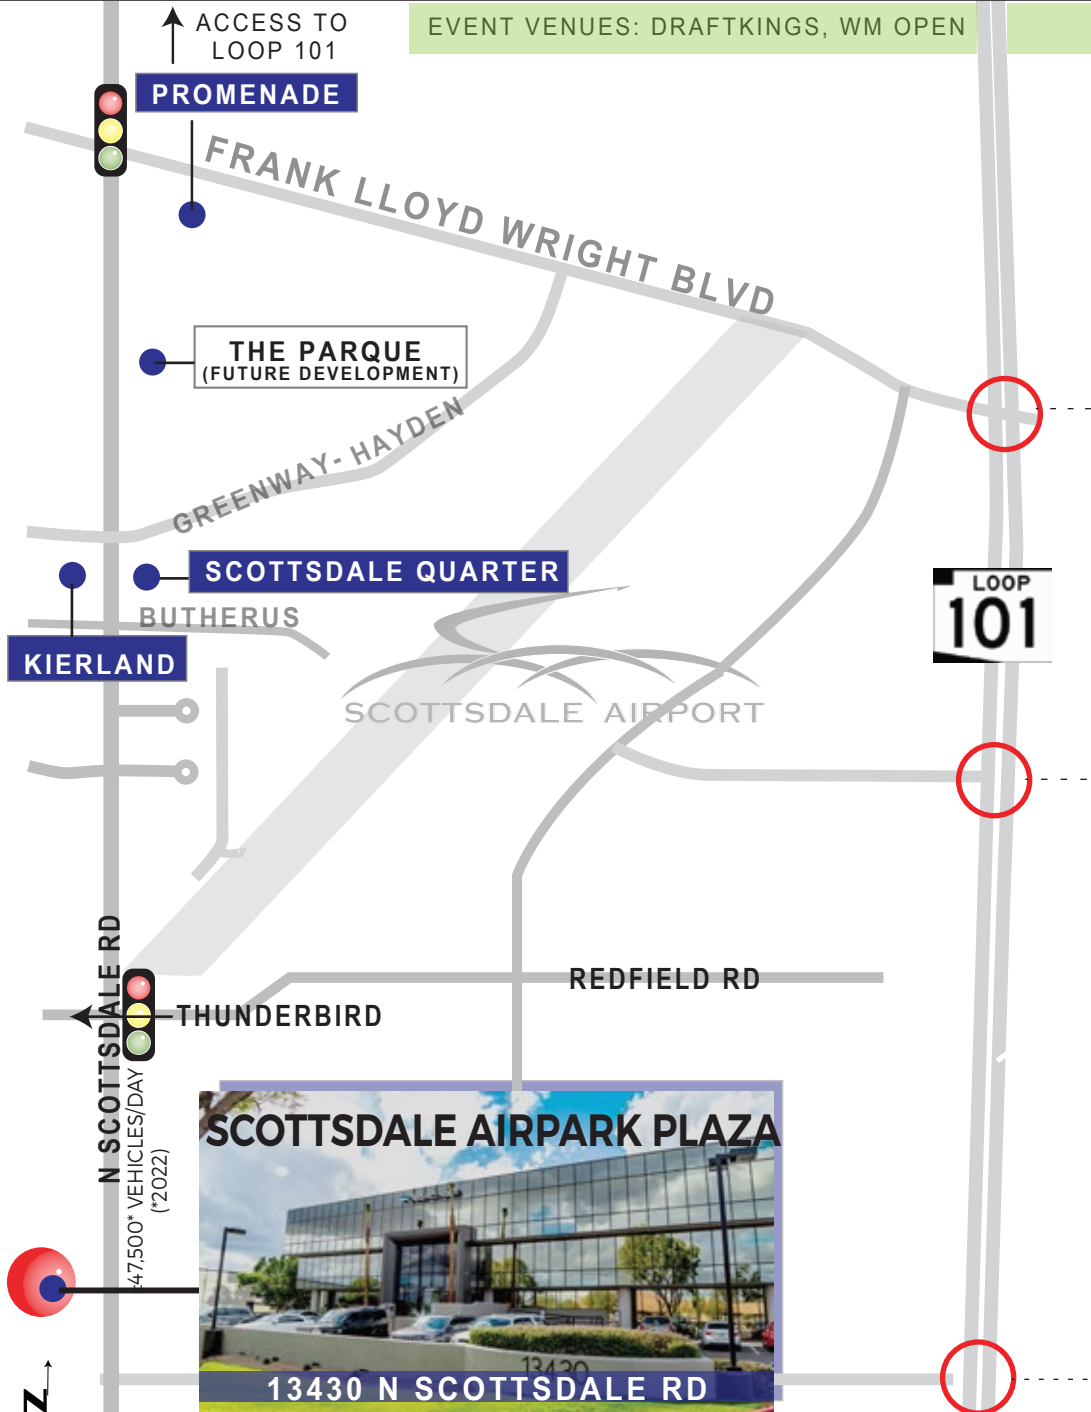 ACCESS TO
LOOP 101
EVENT VENUES: DRAFTKINGS, WM OPEN
PROMENADE
FRANK LLOYD WRIGHT BLVD
THE PARQUE
(FUTURE DEVELOPMENT)
GREENWAY- HAYDEN
SCOTTSDALE QUARTER
LOOP
101
BUTHERUS
KIERLAND
SCOTTSDALE AIRPORT
N SCOTTSDALE RD
REDFIELD RD
THUNDERBIRD
47,500* VEHICLES/DAY
(*2022)
SCOTTSDALE AIRPARK PLAZA
13430
13430 N SCOTTSDALE RD
N